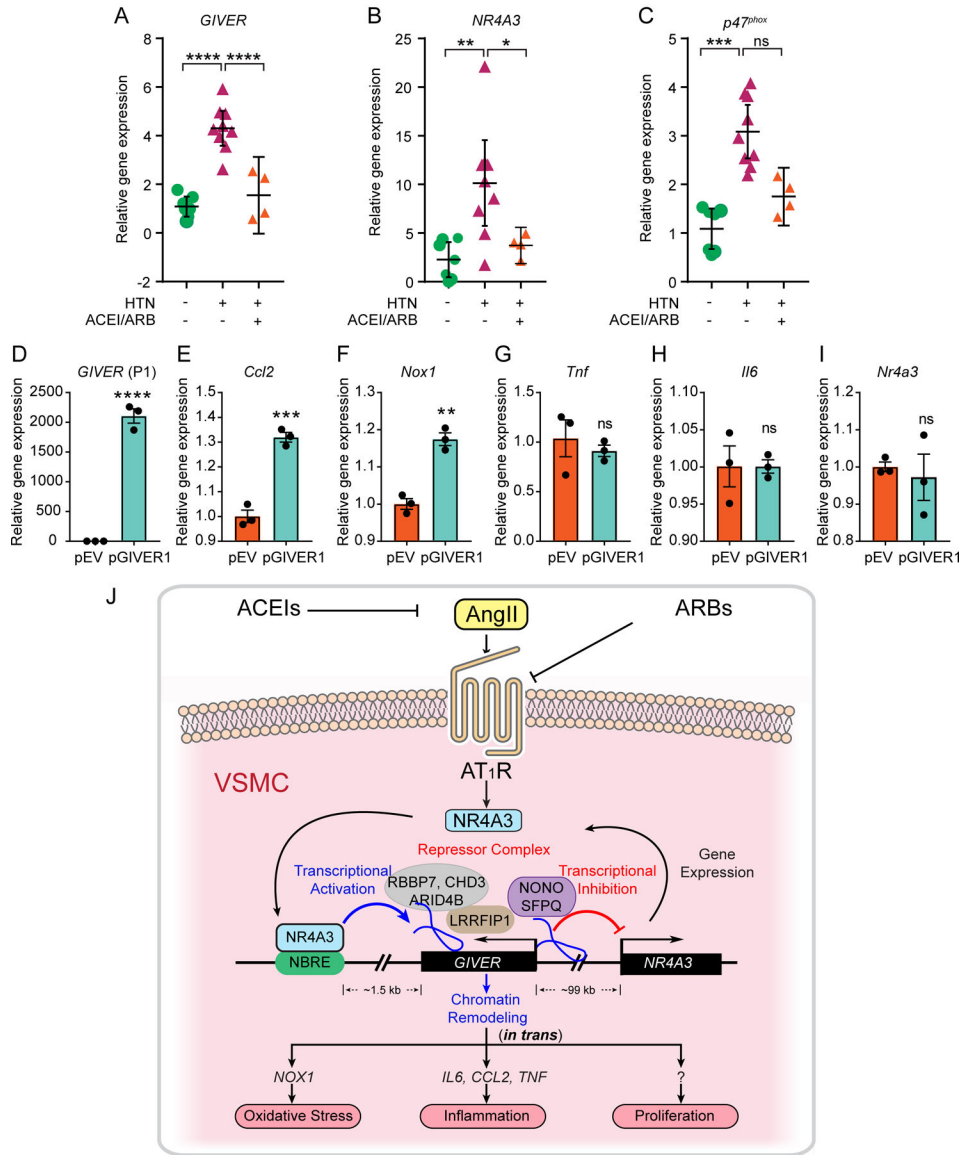 A
GIVER
Relative gene expression
8
6
4
2
0
-2
**** ****
HTN - + +
ACEI/ARB - - +
B
NR4A3
Relative gene expression
25
20
15
10
5
0
** *
HTN - + +
ACEI/ARB - - +
C
p47phox
Relative gene expression
5
4
3
2
1
0
*** ns
HTN - + +
ACEI/ARB - - +
D
GIVER (P1)
Relative gene expression
2500
2000
1500
1000
500
0
****
pEV pGIVER1
E
Ccl2
Relative gene expression
1.4
1.3
1.2
1.1
1.0
0.9
***
pEV pGIVER1
F
Nox1
Relative gene expression
1.3
1.2
1.1
1.0
0.9
**
pEV pGIVER1
G
Tnf
Relative gene expression
1.5
1.0
0.5
0.0
ns
pEV pGIVER1
H
Il6
Relative gene expression
1.10
1.05
1.00
0.95
0.90
ns
pEV pGIVER1
I
Nr4a3
Relative gene expression
1.2
1.1
1.0
0.9
0.8
ns
pEV pGIVER1
J
ACEIs
AngII
ARBs
AT1R
VSMC
NR4A3
Repressor Complex
Transcriptional
Activation
RBBP7, CHD3
ARID4B
LRRFIP1
NONO
SFPQ
Transcriptional
Inhibition
Gene
Expression
NR4A3
NBRE
GIVER
NR4A3
~1.5 kb
~99 kb
Chromatin
Remodeling
(in trans)
NOX1
IL6, CCL2, TNF
?
Oxidative Stress
Inflammation
Proliferation